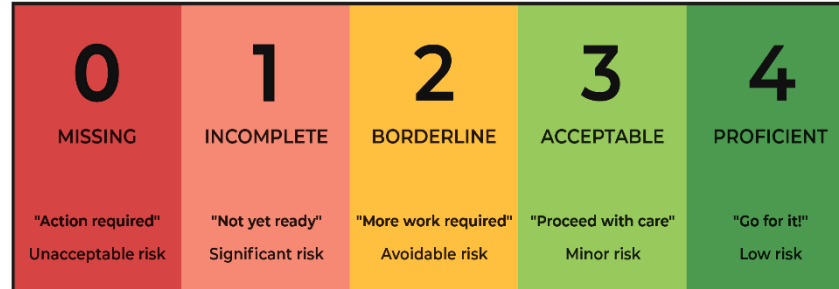 0 1 2 3 4
MISSING INCOMPLETE BORDERLINE ACCEPTABLE PROFICIENT
"Action required" "Not yet ready" "More work required" "Proceed with care" "Go for it!"
Unacceptable risk Significant risk Avoidable risk Minor risk Low risk